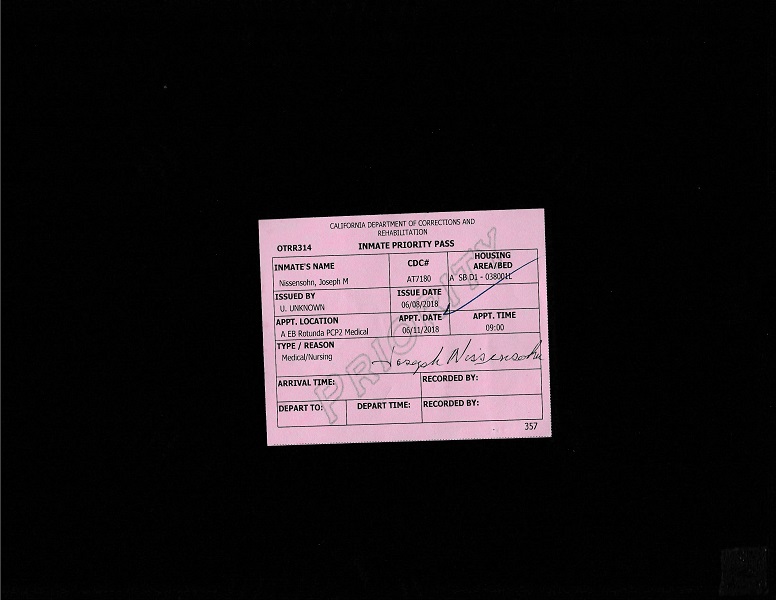 CALIFORNIA DEPARTMENT OF CORRECTIONS AND
REHABILITATION
OTRR314 INMATE PRIORITY PASS
INMATE'S NAME CDC# HOUSING AREA/BED
Nissensohn, Joseph M AT7180 A SB D1 - 038001L
ISSUED BY ISSUE DATE
U. UNKNOWN 06/08/2018
APPT. LOCATION APPT. DATE APPT. TIME
A EB Rotunda PCP2 Medical 06/11/2018 09:00
TYPE / REASON
Medical/Nursing
Joseph Nissensohn
ARRIVAL TIME: RECORDED BY:
DEPART TO: DEPART TIME: RECORDED BY:
357
PRIORITY